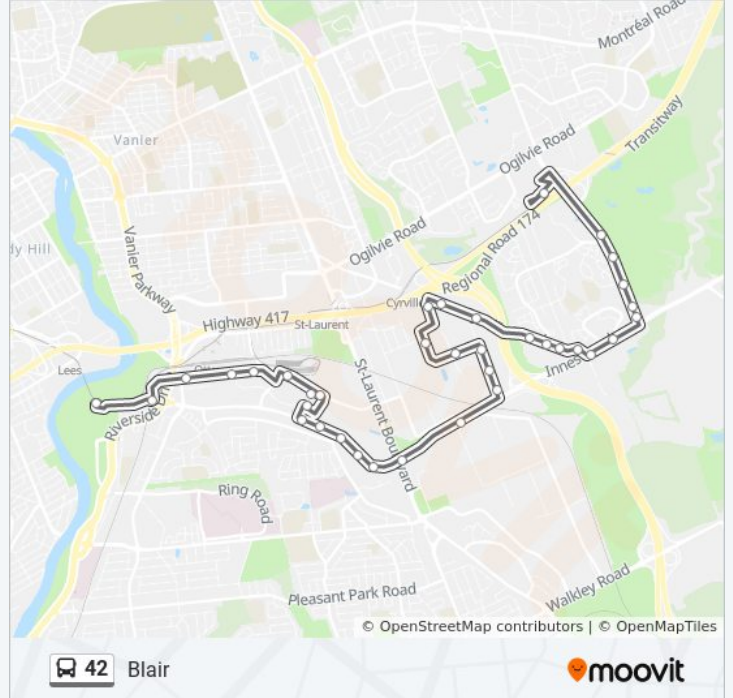 Montréal Road
Transitway
Vanier
Ogilvie Road
dy Hill
Vanier Parkway
Ogilvie Road
Regional Road 174
Cyrville
Highway 417
St-Laurent
Lees
Innes
St-Laurent Boulevard
Riverside Dr
Ring Road
Pleasant Park Road
Walkley Road
© OpenStreetMap contributors | © OpenMapTiles
42 Blair
moovit